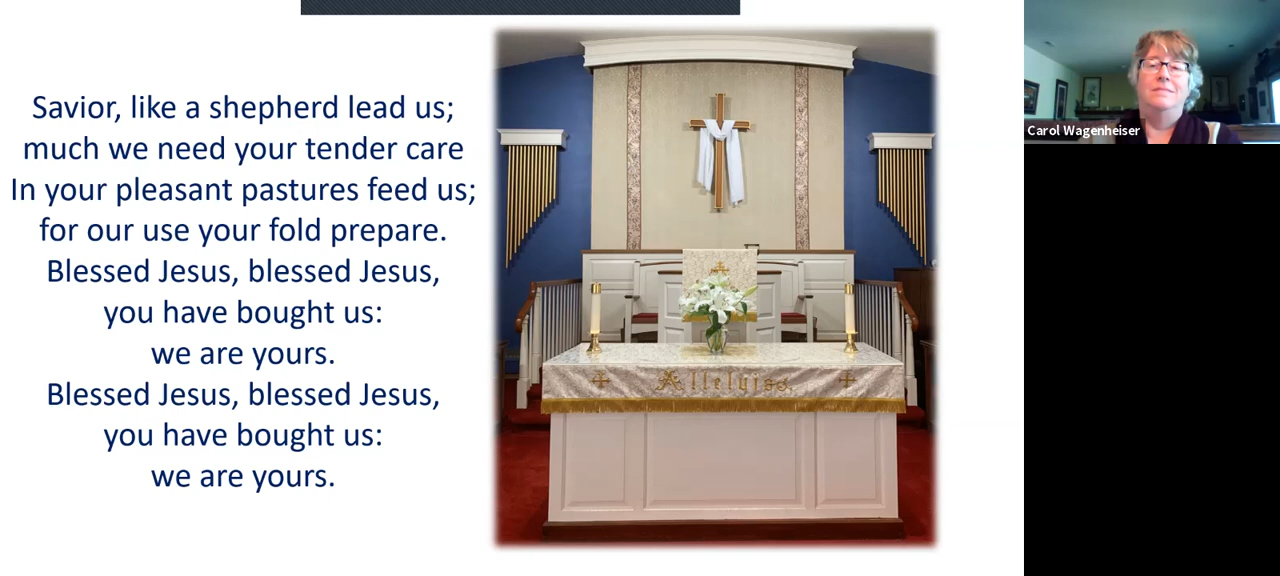 Savior, like a shepherd lead us;
much we need your tender care
In your pleasant pastures feed us;
for our use your fold prepare.
Blessed Jesus, blessed Jesus,
you have bought us:
we are yours.
Blessed Jesus, blessed Jesus,
you have bought us:
we are yours.
Alleluias.
Carol Wagenheiser